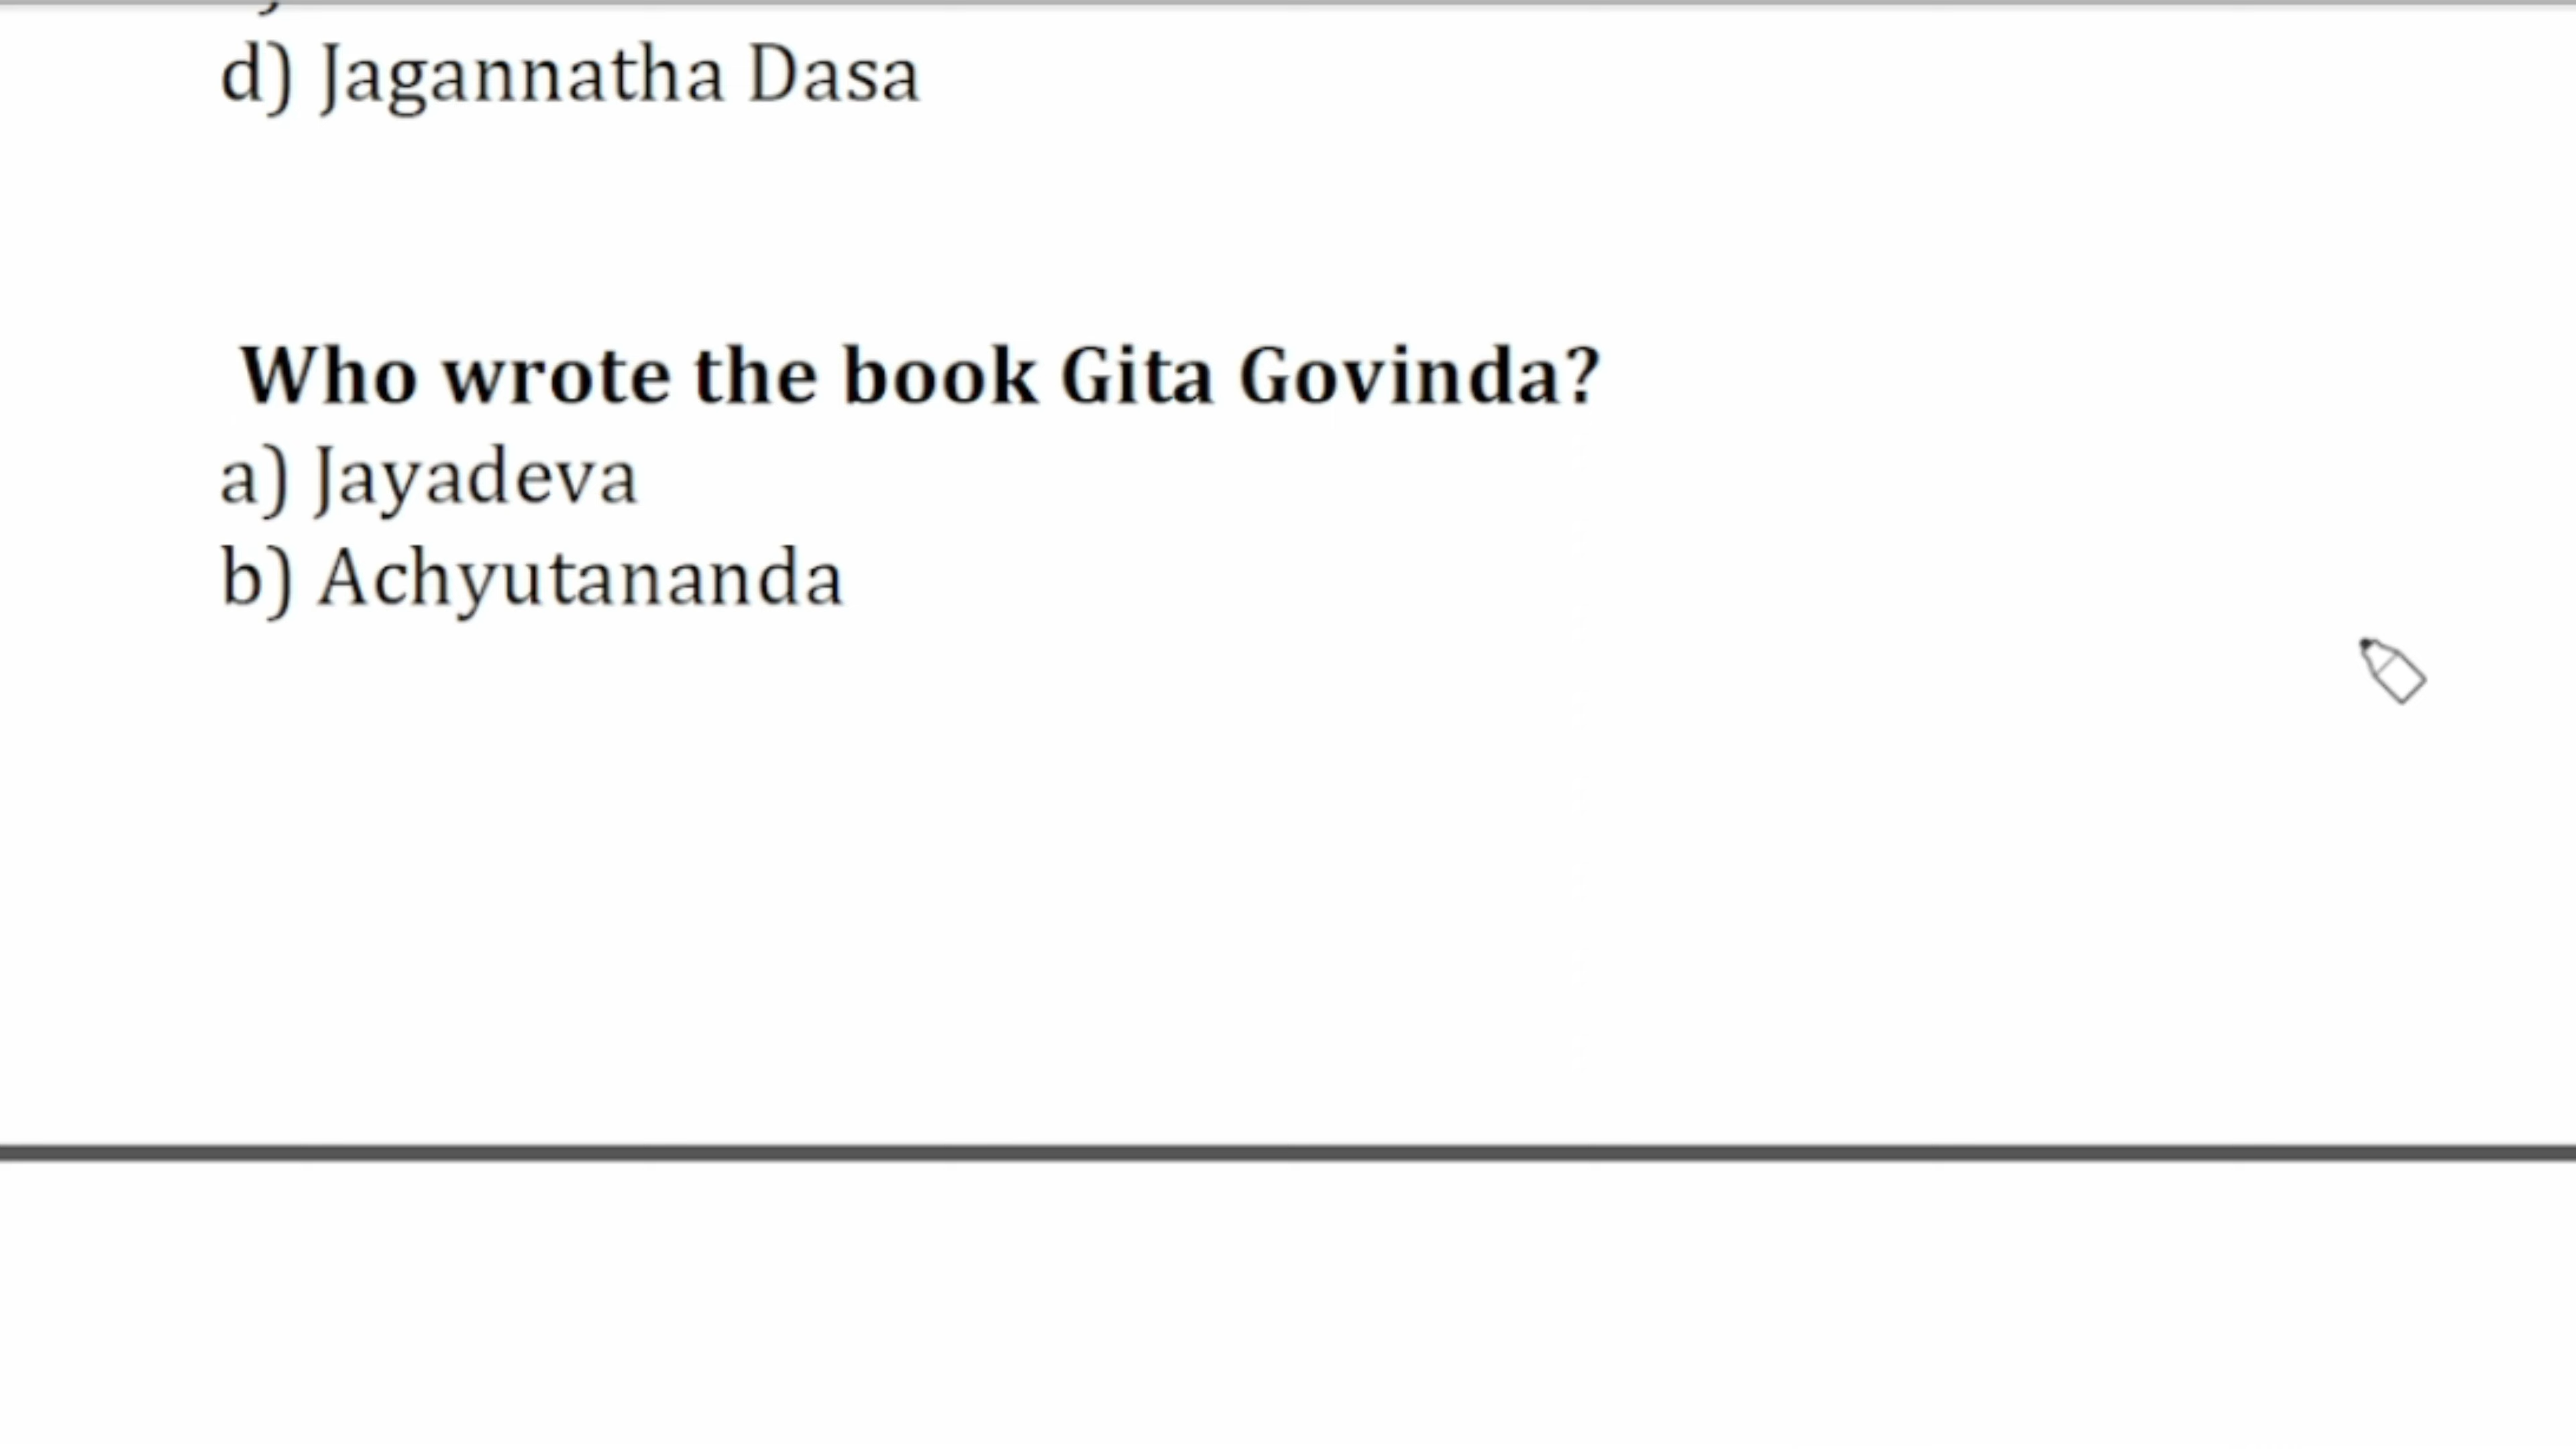 d) Jagannatha Dasa
Who wrote the book Gita Govinda?
a) Jayadeva
b) Achyutananda